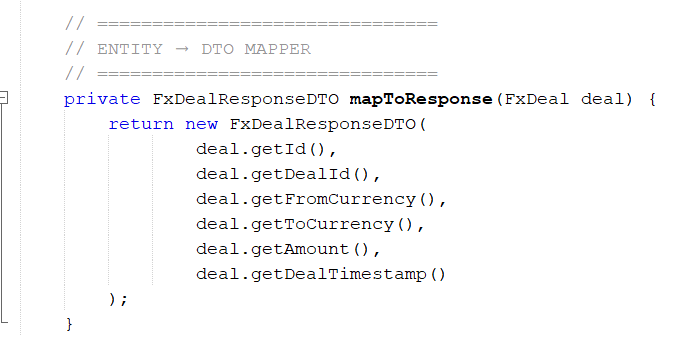 // ===============================
// ENTITY → DTO MAPPER
// ===============================
private FxDealResponseDTO mapToResponse(FxDeal deal) {
return new FxDealResponseDTO(
deal.getId(),
deal.getDealId(),
deal.getFromCurrency(),
deal.getToCurrency(),
deal.getAmount(),
deal.getDealTimestamp()
);
}